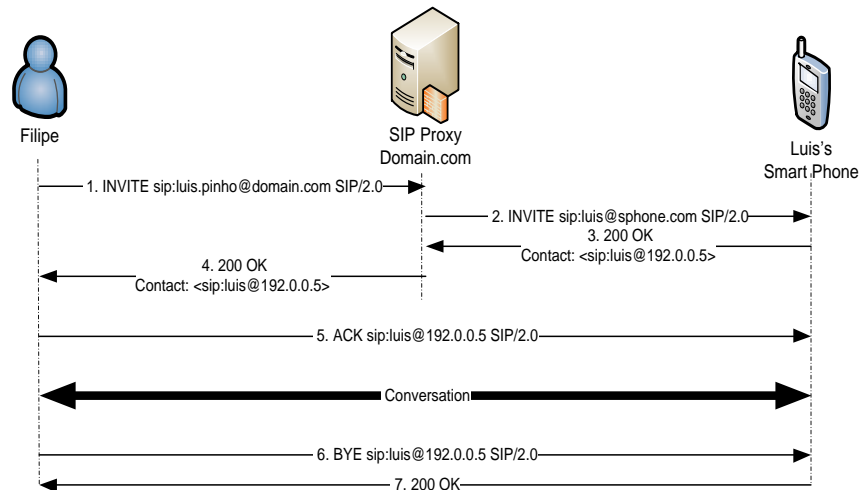 Filipe
SIP Proxy
Domain.com
Luis's
Smart Phone
1. INVITE sip:luis.pinho@domain.com SIP/2.0
2. INVITE sip:luis@sphone.com SIP/2.0
3. 200 OK
Contact: <sip:luis@192.0.0.5>
4. 200 OK
Contact: <sip:luis@192.0.0.5>
5. ACK sip:luis@192.0.0.5 SIP/2.0
Conversation
6. BYE sip:luis@192.0.0.5 SIP/2.0
7. 200 OK